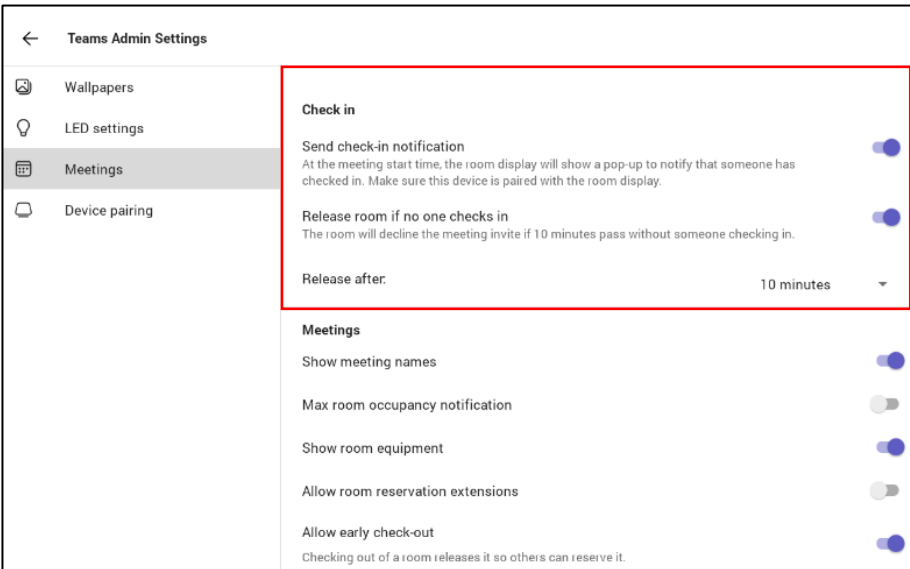 Teams Admin Settings
Wallpapers
LED settings
Meetings
Device pairing
Check in
Send check-in notification
At the meeting start time, the room display will show a pop-up to notify that someone has
checked in. Make sure this device is paired with the room display.
Release room if no one checks in
The room will decline the meeting invite if 10 minutes pass without someone checking in.
Release after:
10 minutes
Meetings
Show meeting names
Max room occupancy notification
Show room equipment
Allow room reservation extensions
Allow early check-out
Checking out of a room releases it so others can reserve it.